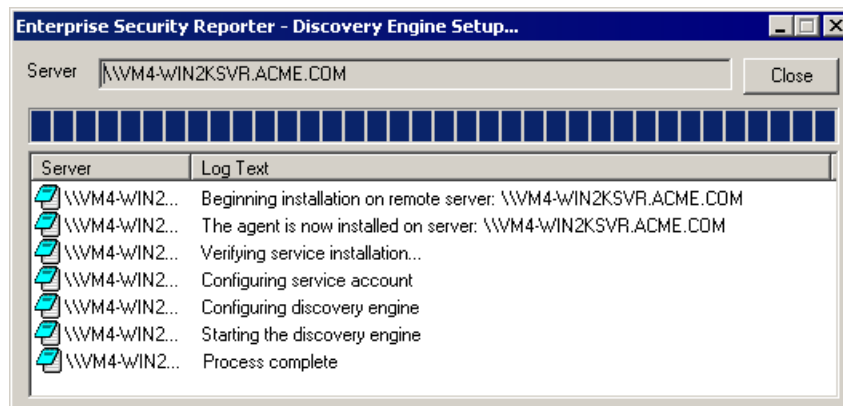 Enterprise Security Reporter - Discovery Engine Setup...
Server \\VM4-WIN2KSVR.ACME.COM Close
Server Log Text
\\VM4-WIN2... Beginning installation on remote server: \\VM4-WIN2KSVR.ACME.COM
\\VM4-WIN2... The agent is now installed on server: \\VM4-WIN2KSVR.ACME.COM
\\VM4-WIN2... Verifying service installation...
\\VM4-WIN2... Configuring service account
\\VM4-WIN2... Configuring discovery engine
\\VM4-WIN2... Starting the discovery engine
\\VM4-WIN2... Process complete